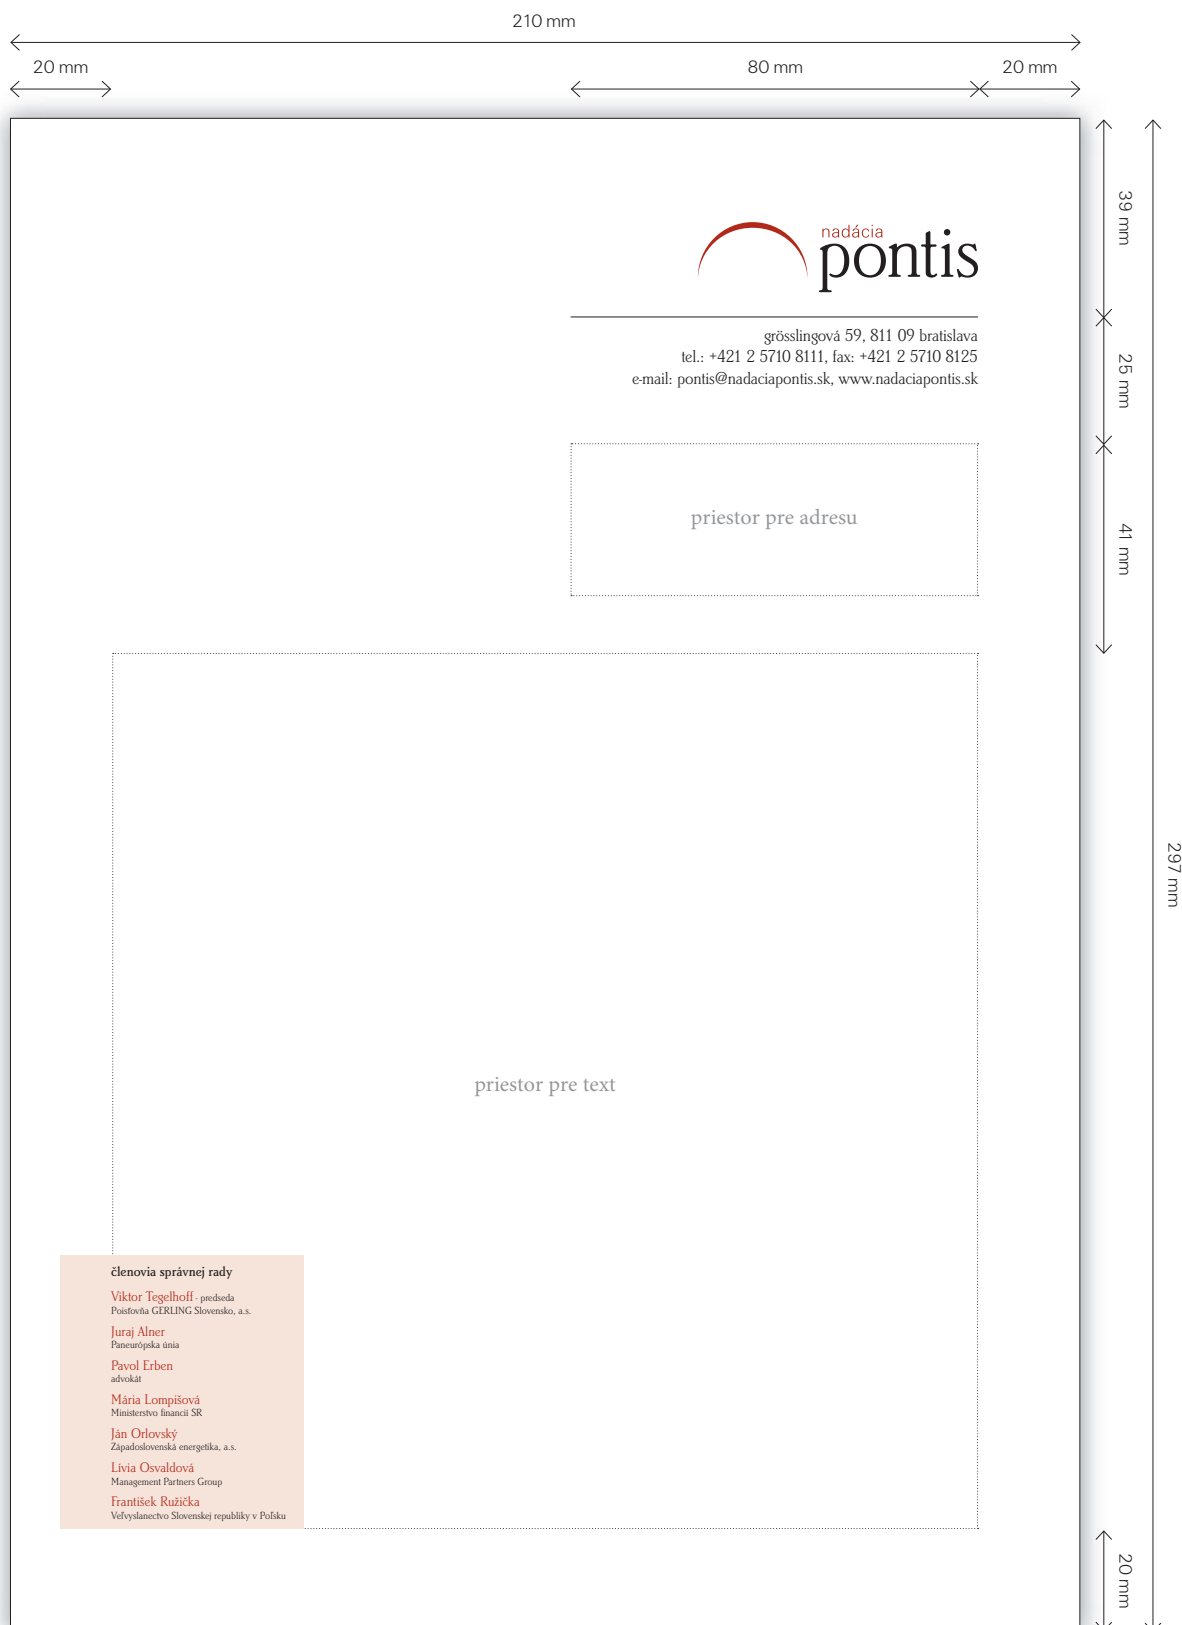 210 mm
20 mm
80 mm
20 mm
39 mm
nadácia
pontis
grösslingová 59, 811 09 bratislava
tel.: +421 2 5710 8111, fax: +421 2 5710 8125
e-mail: pontis@nadaciapontis.sk, www.nadaciapontis.sk
25 mm
priestor pre adresu
41 mm
297 mm
priestor pre text
členovia správnej rady
Viktor Tegelhoff - predseda
Poisťovňa GERLING Slovensko, a.s.
Juraj Alner
Paneurópska únia
Pavol Erben
advokát
Mária Lompišová
Ministerstvo financií SR
Ján Orlovský
Západoslovenská energetika, a.s.
Lívia Osvaldová
Management Partners Group
František Ružička
Veľvyslanectvo Slovenskej republiky v Poľsku
20 mm